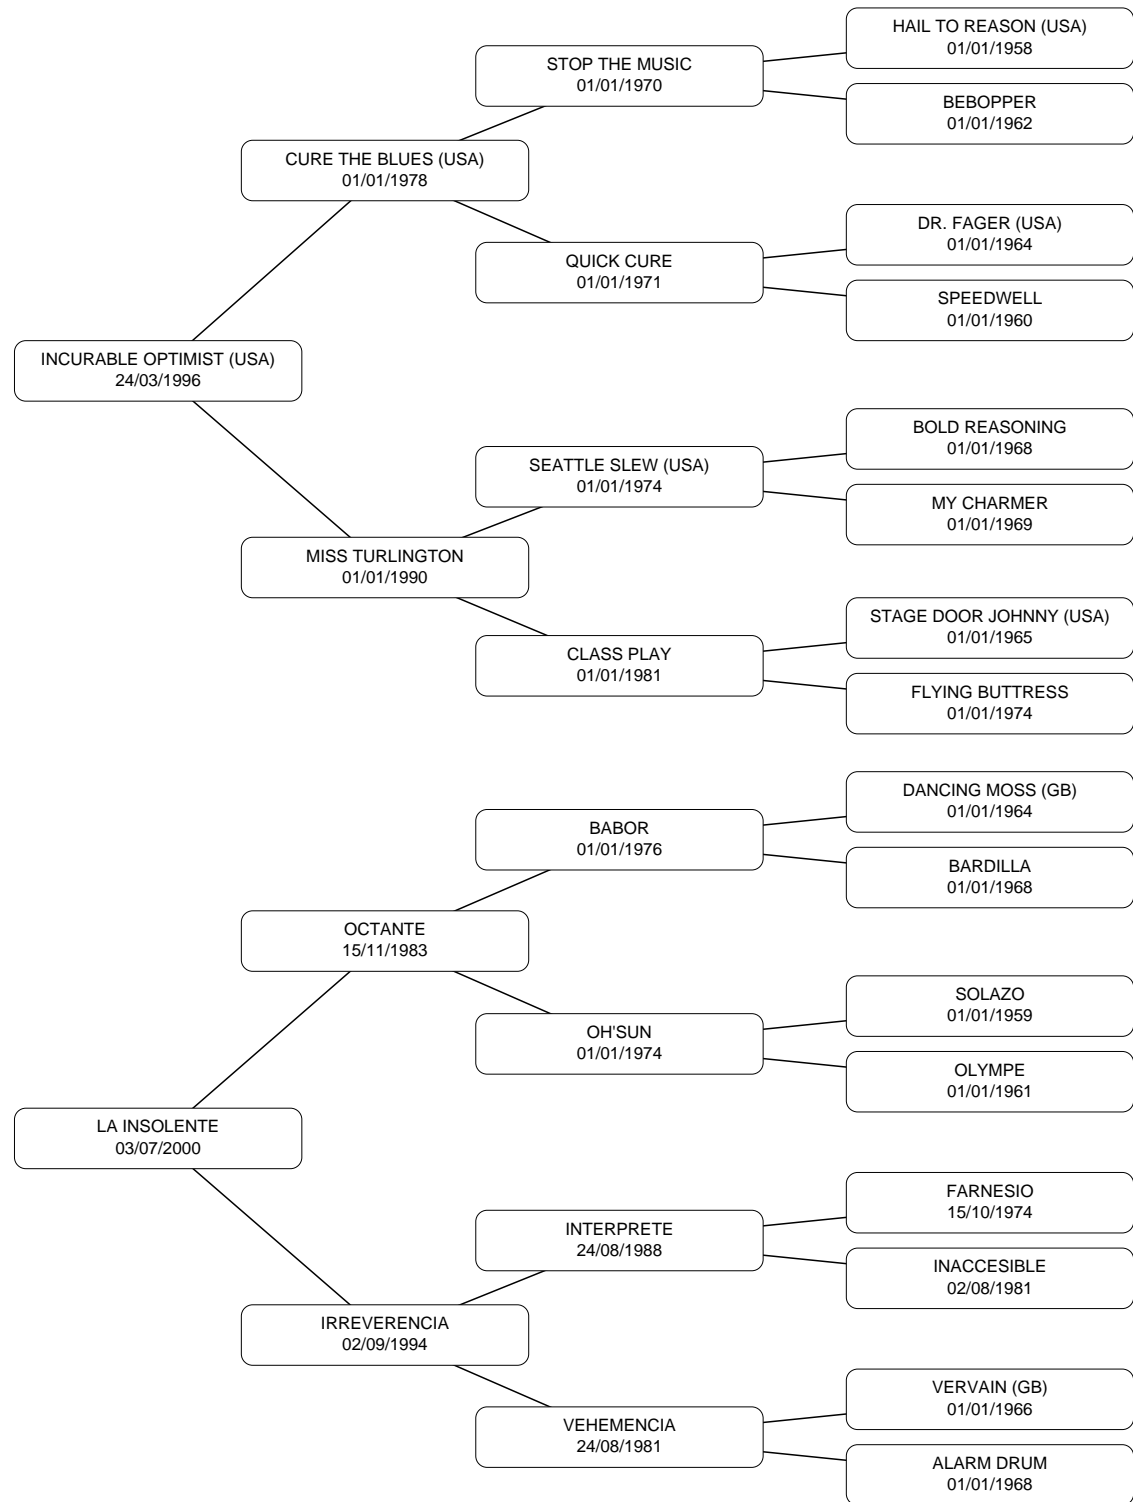 HAIL TO REASON (USA)
01/01/1958
STOP THE MUSIC
01/01/1970
BEBOPPER
01/01/1962
CURE THE BLUES (USA)
01/01/1978
DR. FAGER (USA)
01/01/1964
QUICK CURE
01/01/1971
SPEEDWELL
01/01/1960
INCURABLE OPTIMIST (USA)
24/03/1996
BOLD REASONING
01/01/1968
SEATTLE SLEW (USA)
01/01/1974
MY CHARMER
01/01/1969
MISS TURLINGTON
01/01/1990
STAGE DOOR JOHNNY (USA)
01/01/1965
CLASS PLAY
01/01/1981
FLYING BUTTRESS
01/01/1974
DANCING MOSS (GB)
01/01/1964
BABOR
01/01/1976
BARDILLA
01/01/1968
OCTANTE
15/11/1983
SOLAZO
01/01/1959
OH'SUN
01/01/1974
OLYMPE
01/01/1961
LA INSOLENTE
03/07/2000
FARNESIO
15/10/1974
INTERPRETE
24/08/1988
INACCESIBLE
02/08/1981
IRREVERENCIA
02/09/1994
VERVAIN (GB)
01/01/1966
VEHEMENCIA
24/08/1981
ALARM DRUM
01/01/1968